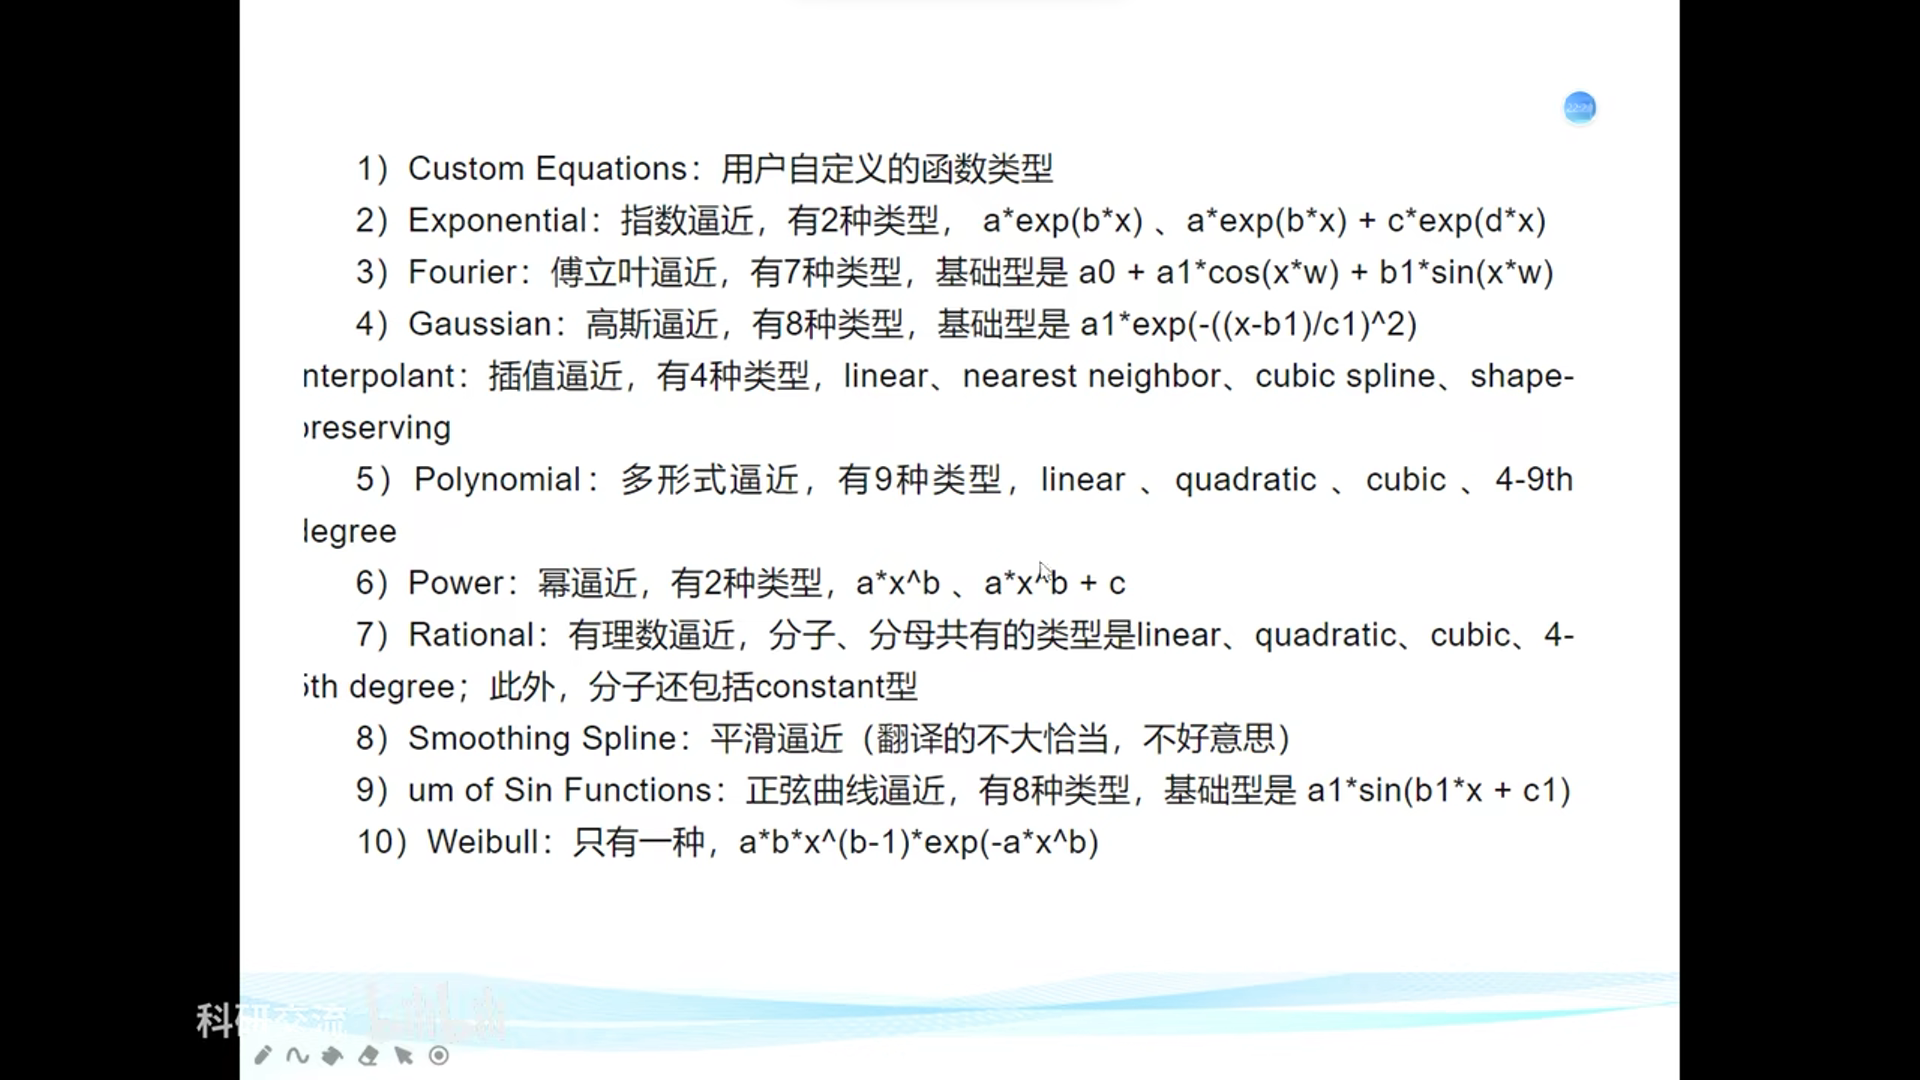 1）Custom Equations：用户自定义的函数类型
2）Exponential：指数逼近，有2种类型， a*exp(b*x) 、a*exp(b*x) + c*exp(d*x)
3）Fourier：傅立叶逼近，有7种类型，基础型是 a0 + a1*cos(x*w) + b1*sin(x*w)
4）Gaussian：高斯逼近，有8种类型，基础型是 a1*exp(-((x-b1)/c1)^2)
nterpolant：插值逼近，有4种类型，linear、nearest neighbor、cubic spline、shape-
preserving
5）Polynomial：多形式逼近，有9种类型，linear 、quadratic 、cubic 、4-9th
degree
6）Power：幂逼近，有2种类型，a*x^b 、a*x^b + c
7）Rational：有理数逼近，分子、分母共有的类型是linear、quadratic、cubic、4-
5th degree；此外，分子还包括constant型
8）Smoothing Spline：平滑逼近（翻译的不大恰当，不好意思）
9）um of Sin Functions：正弦曲线逼近，有8种类型，基础型是 a1*sin(b1*x + c1)
10）Weibull：只有一种，a*b*x^(b-1)*exp(-a*x^b)
科研交流